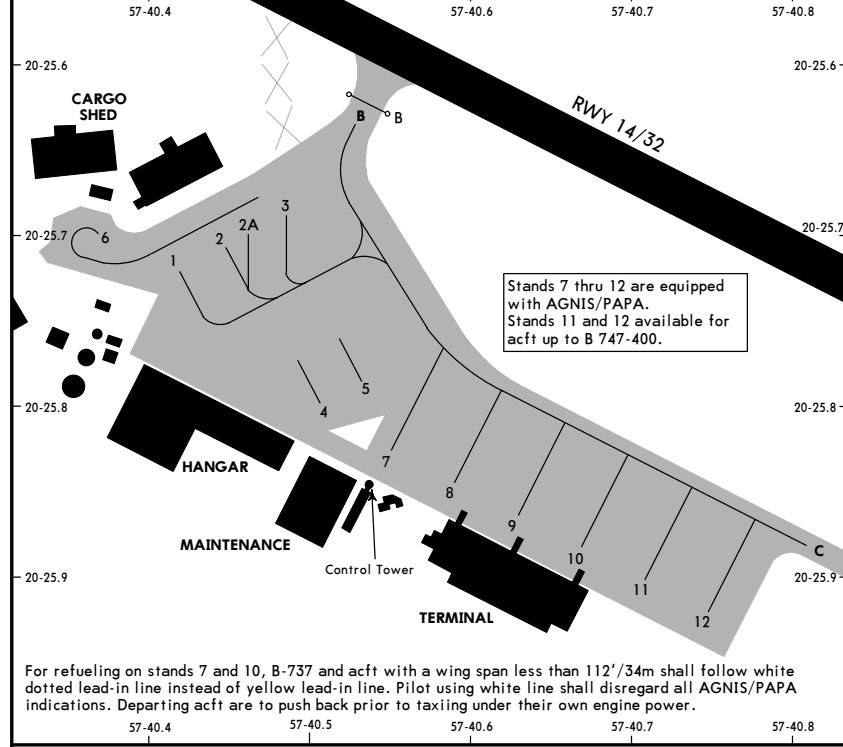 57-40.4
57-40.6
57-40.7
57-40.8
20-25.6
20-25.6
CARGO
SHED
RWY 14/32
B
B
20-25.7
20-25.7
6
1
2
2A
3
Stands 7 thru 12 are equipped
with AGNIS/PAPA.
Stands 11 and 12 available for
acft up to B 747-400.
20-25.8
20-25.8
4
5
7
HANGAR
8
9
10
11
12
C
MAINTENANCE
Control Tower
20-25.9
20-25.9
TERMINAL
For refueling on stands 7 and 10, B-737 and acft with a wing span less than 112'/34m shall follow white
dotted lead-in line instead of yellow lead-in line. Pilot using white line shall disregard all AGNIS/PAPA
indications. Departing acft are to push back prior to taxiing under their own engine power.
57-40.4
57-40.5
57-40.6
57-40.7
57-40.8